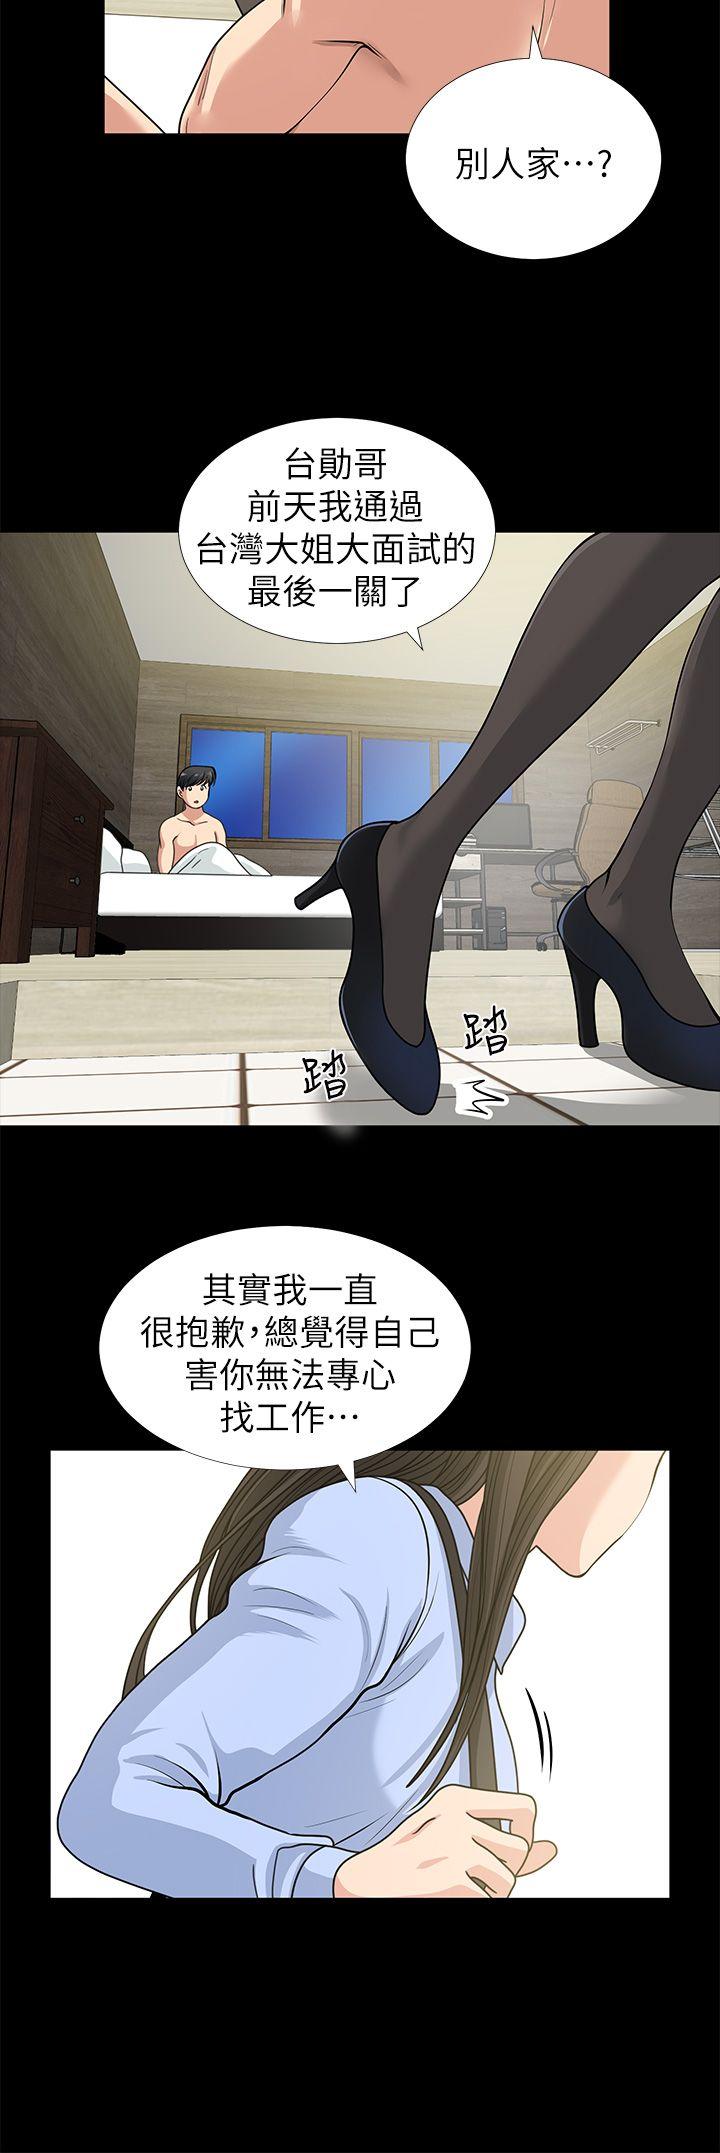 別人家⋯?
台勛哥
前天我通過
台灣大姐大面試的
最後一關了
踏
踏
其實我一直
很抱歉，總覺得自己
害你無法專心
找工作⋯